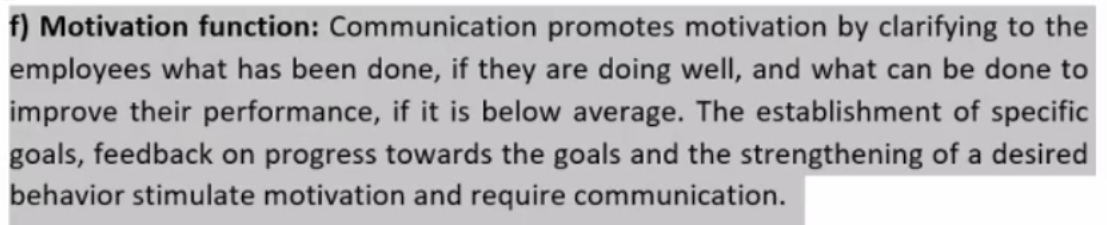 f) Motivation function: Communication promotes motivation by clarifying to the
employees what has been done, if they are doing well, and what can be done to
improve their performance, if it is below average. The establishment of specific
goals, feedback on progress towards the goals and the strengthening of a desired
behavior stimulate motivation and require communication.